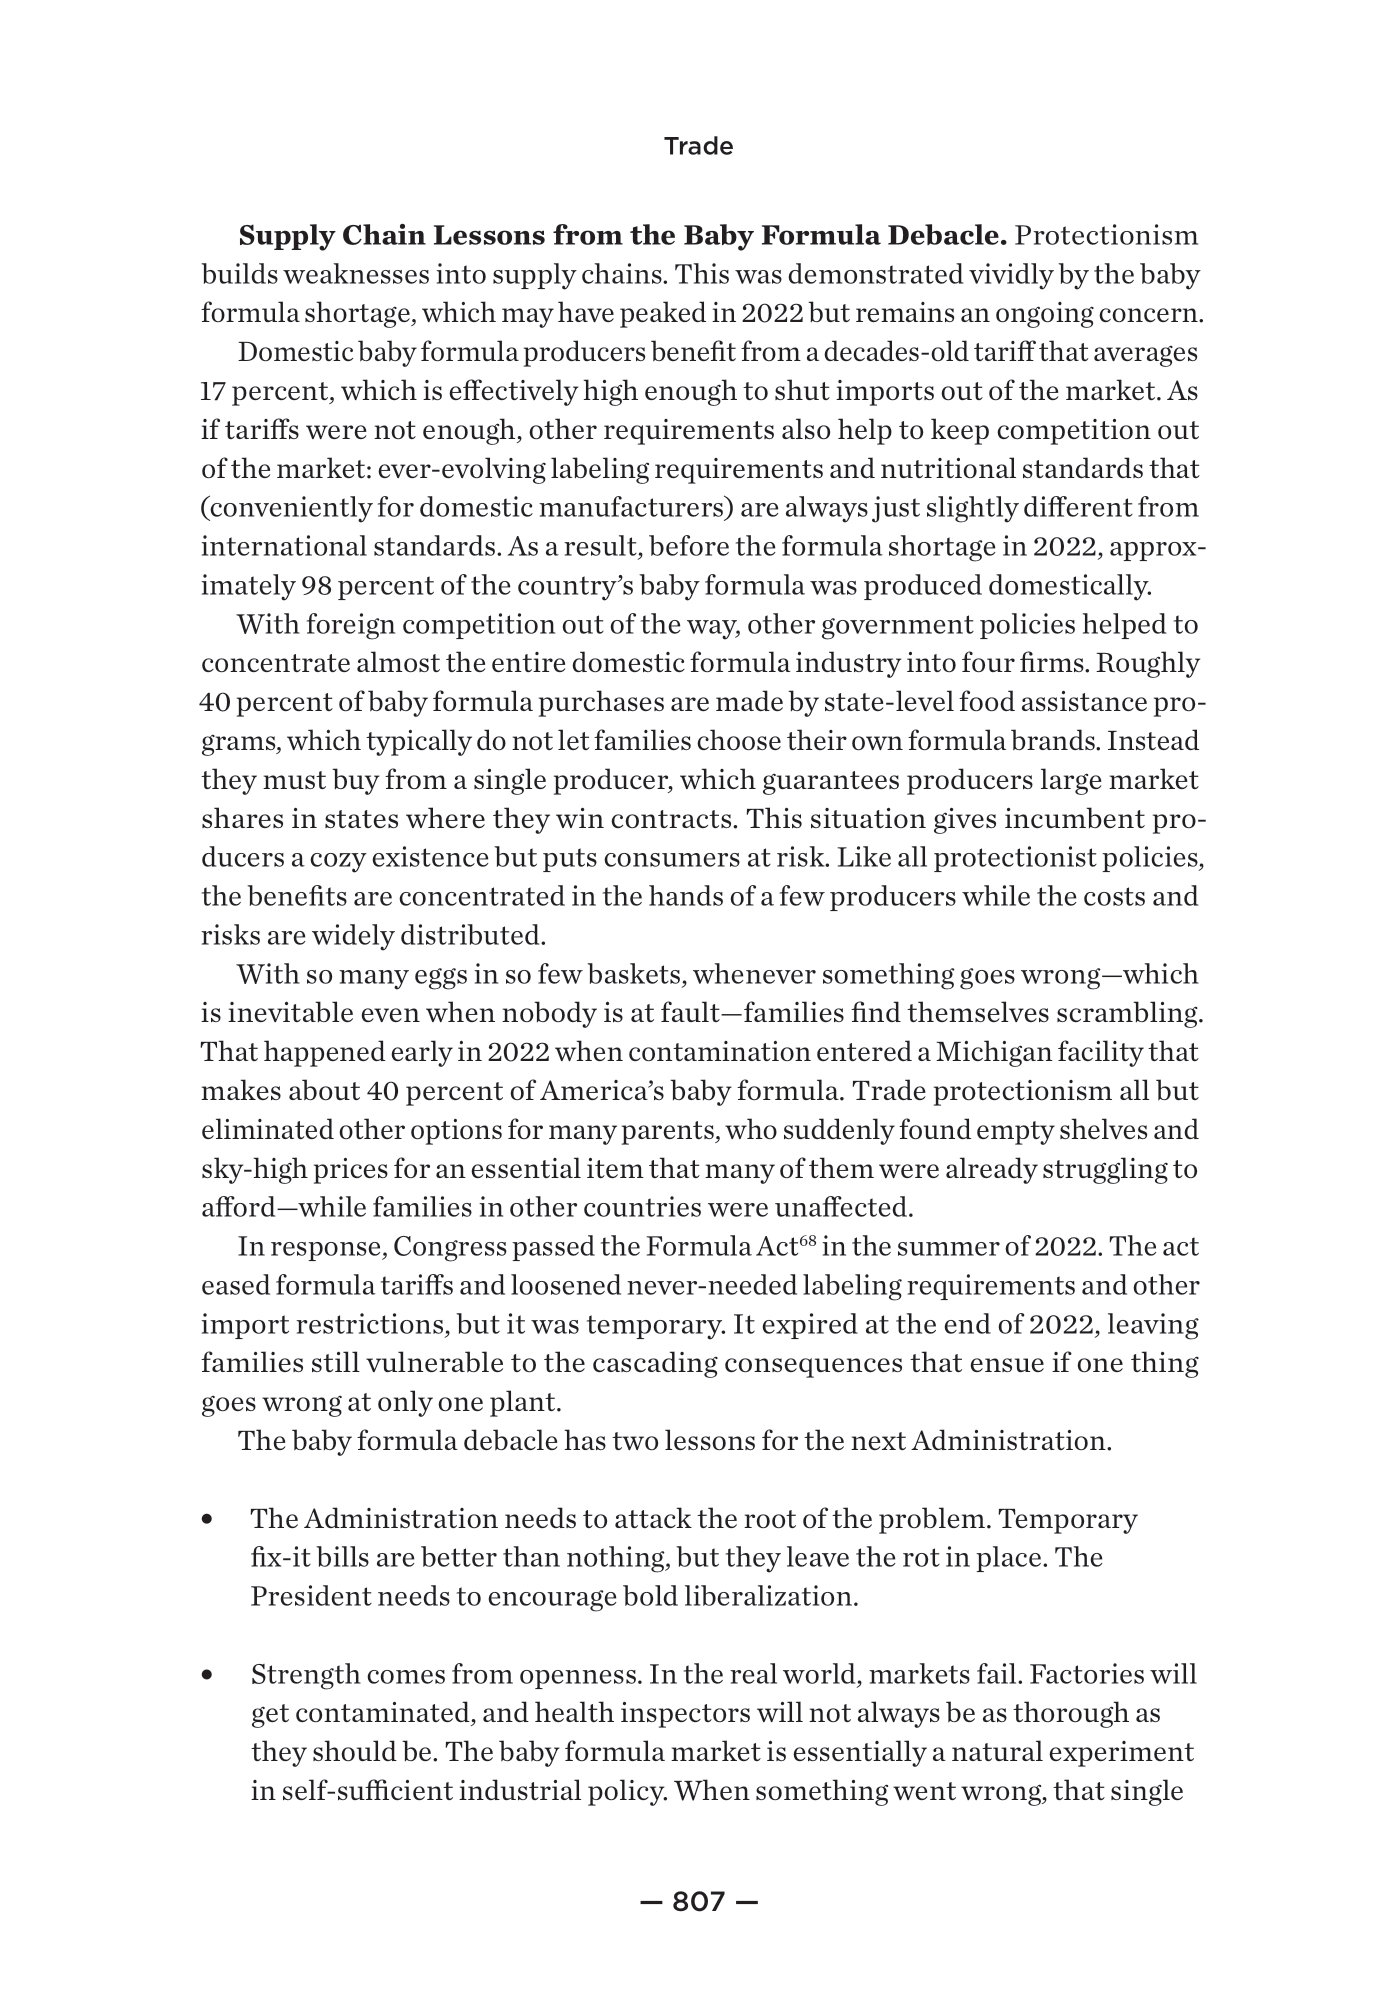 Trade
Supply Chain Lessons from the Baby Formula Debacle. Protectionism
builds weaknesses into supply chains. This was demonstrated vividly by the baby
formula shortage, which may have peaked in 2022 but remains an ongoing concern.
Domestic baby formula producers benefit from a decades-old tariff that averages
17 percent, which is effectively high enough to shut imports out of the market. As
if tariffs were not enough, other requirements also help to keep competition out
of the market: ever-evolving labeling requirements and nutritional standards that
(conveniently for domestic manufacturers) are always just slightly different from
international standards. As a result, before the formula shortage in 2022, approx-
imately 98 percent of the country’s baby formula was produced domestically.
With foreign competition out of the way, other government policies helped to
concentrate almost the entire domestic formula industry into four firms. Roughly
40 percent of baby formula purchases are made by state-level food assistance pro-
grams, which typically do not let families choose their own formula brands. Instead
they must buy from a single producer, which guarantees producers large market
shares in states where they win contracts. This situation gives incumbent pro-
ducers a cozy existence but puts consumers at risk. Like all protectionist policies,
the benefits are concentrated in the hands of a few producers while the costs and
risks are widely distributed.
With so many eggs in so few baskets, whenever something goes wrong—which
is inevitable even when nobody is at fault—families find themselves scrambling.
That happened early in 2022 when contamination entered a Michigan facility that
makes about 40 percent of America’s baby formula. Trade protectionism all but
eliminated other options for many parents, who suddenly found empty shelves and
sky-high prices for an essential item that many of them were already struggling to
afford—while families in other countries were unaffected.
In response, Congress passed the Formula Act68 in the summer of 2022. The act
eased formula tariffs and loosened never-needed labeling requirements and other
import restrictions, but it was temporary. It expired at the end of 2022, leaving
families still vulnerable to the cascading consequences that ensue if one thing
goes wrong at only one plant.
The baby formula debacle has two lessons for the next Administration.
• The Administration needs to attack the root of the problem. Temporary
fix-it bills are better than nothing, but they leave the rot in place. The
President needs to encourage bold liberalization.
• Strength comes from openness. In the real world, markets fail. Factories will
get contaminated, and health inspectors will not always be as thorough as
they should be. The baby formula market is essentially a natural experiment
in self-sufficient industrial policy. When something went wrong, that single
— 807 —